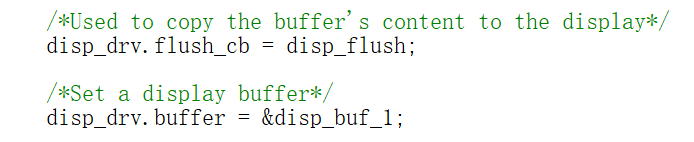 /*Used to copy the buffer's content to the display*/
disp_drv.flush_cb = disp_flush;
/*Set a display buffer*/
disp_drv.buffer = &disp_buf_1;